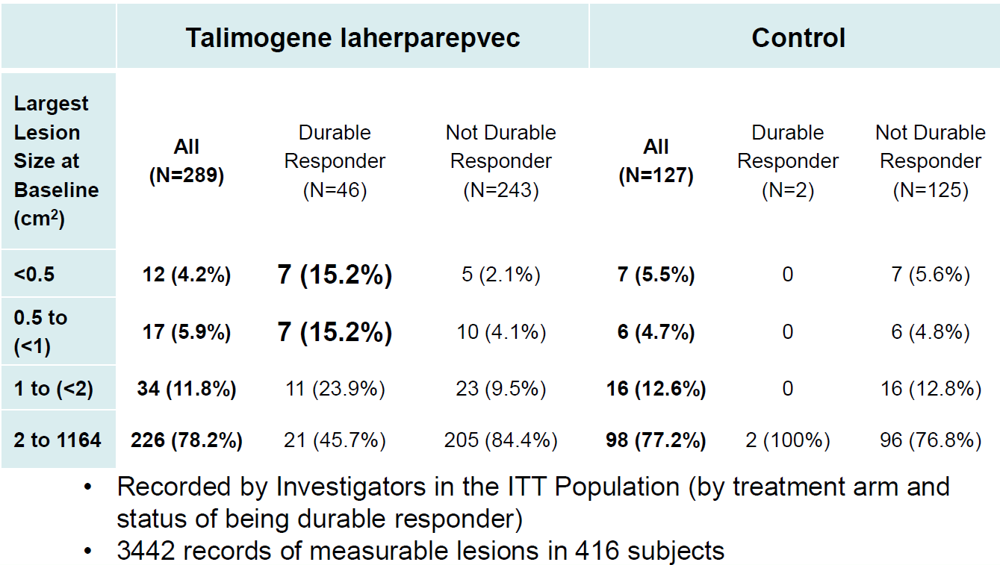 Talimogene laherparepvec Control
Largest
Lesion
Size at
Baseline
(cm²)
All
(N=289)
Durable
Responder
(N=46)
Not Durable
Responder
(N=243)
All
(N=127)
Durable
Responder
(N=2)
Not Durable
Responder
(N=125)
<0.5 12 (4.2%) 7 (15.2%) 5 (2.1%) 7 (5.5%) 0 7 (5.6%)
0.5 to
(<1)
17 (5.9%) 7 (15.2%) 10 (4.1%) 6 (4.7%) 0 6 (4.8%)
1 to (<2) 34 (11.8%) 11 (23.9%) 23 (9.5%) 16 (12.6%) 0 16 (12.8%)
2 to 1164 226 (78.2%) 21 (45.7%) 205 (84.4%) 98 (77.2%) 2 (100%) 96 (76.8%)
• Recorded by Investigators in the ITT Population (by treatment arm and
status of being durable responder)
• 3442 records of measurable lesions in 416 subjects